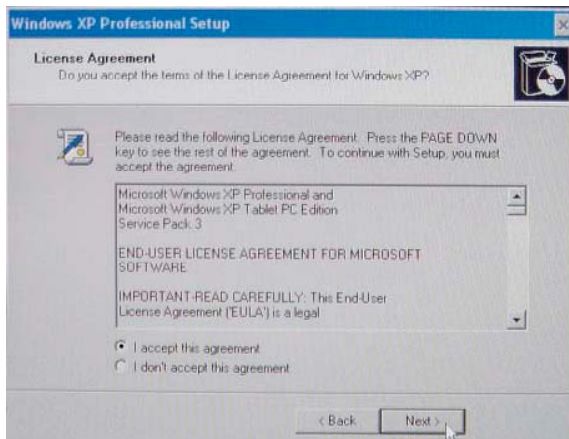 Windows XP Professional Setup
License Agreement
Do you accept the terms of the License Agreement for Windows XP?
Please read the following License Agreement. Press the PAGE DOWN
key to see the rest of the agreement. To continue with Setup, you must
accept the agreement.
Microsoft Windows XP Professional and
Microsoft Windows XP Tablet PC Edition
Service Pack 3
END-USER LICENSE AGREEMENT FOR MICROSOFT
SOFTWARE
IMPORTANT-READ CAREFULLY: This End-User
License Agreement ('EULA') is a legal
I accept this agreement
I don't accept this agreement
< Back
Next >